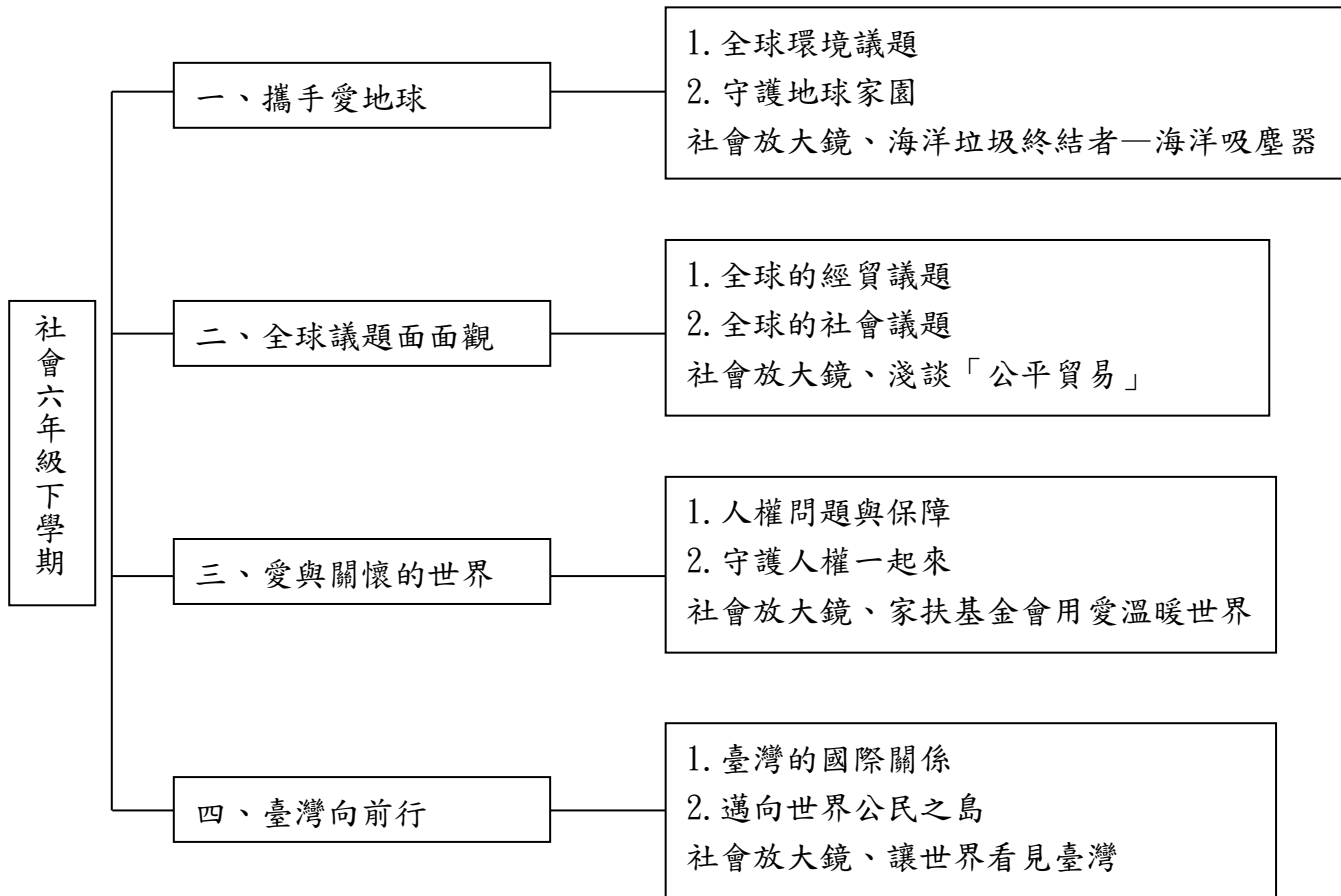 社會六年級下學期
一、攜手愛地球
1.全球環境議題
2.守護地球家園
社會放大鏡、海洋垃圾終結者—海洋吸塵器
二、全球議題面面觀
1.全球的經貿議題
2.全球的社會議題
社會放大鏡、淺談「公平貿易」
三、愛與關懷的世界
1.人權問題與保障
2.守護人權一起來
社會放大鏡、家扶基金會用愛溫暖世界
四、臺灣向前行
1.臺灣的國際關係
2.邁向世界公民之島
社會放大鏡、讓世界看見臺灣